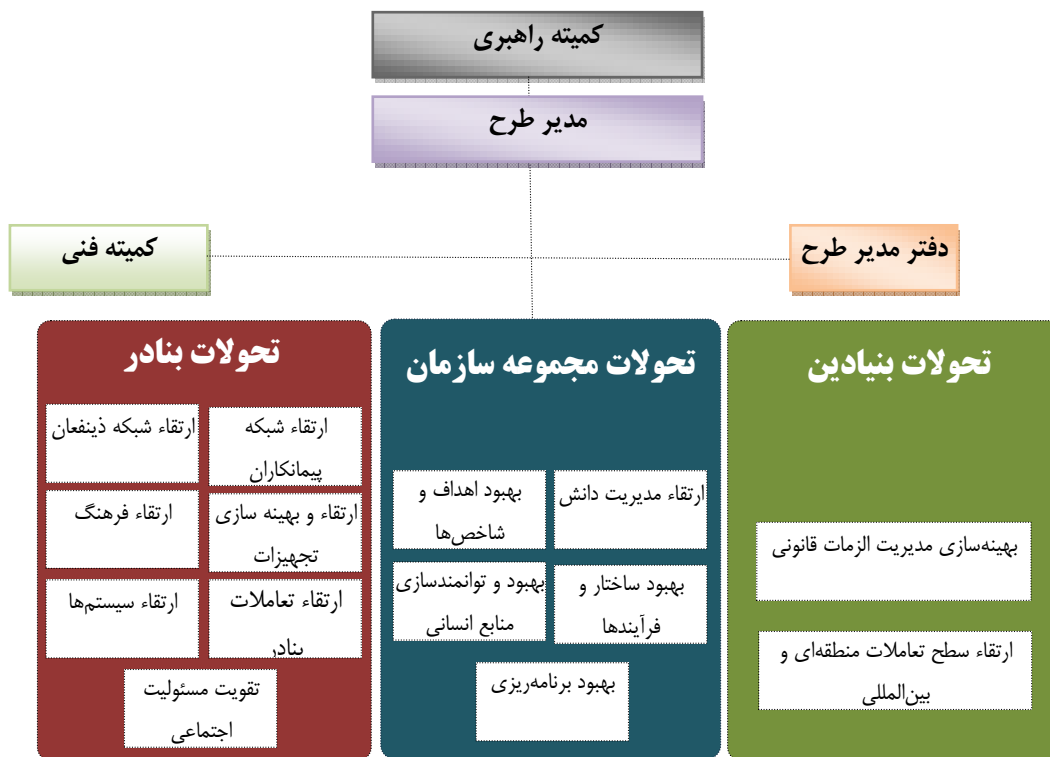 کمیته راهبری
مدیر طرح
دفتر مدیر طرح
کمیته فنی
تحولات بنیادین
بهینه‌سازی مدیریت الزمات قانونی
ارتقاء سطح تعاملات منطقه‌ای و
بین‌المللی
تحولات مجموعه سازمان
ارتقاء مدیریت دانش
بهبود اهداف و
شاخص‌ها
بهبود ساختار و
فرآیندها
بهبود و توانمندسازی
منابع انسانی
بهبود برنامه‌ریزی
تحولات بنادر
ارتقاء شبکه
پیمانکاران
ارتقاء شبکه ذینفعان
ارتقاء و بهینه سازی
تجهیزات
ارتقاء فرهنگ
ارتقاء تعاملات
بنادر
ارتقاء سیستم‌ها
تقویت مسئولیت
اجتماعی